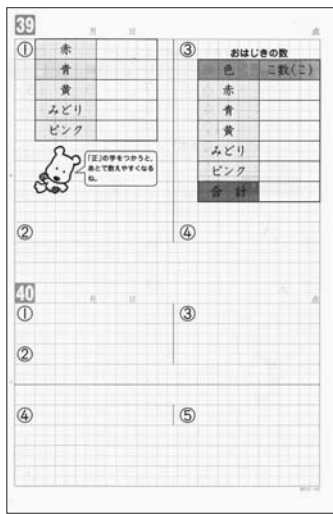 39
月 日 点
①
赤
青
黄
みどり
ピンク
「正」の字をつかうと、
あとで数えやすくなる
ね。
②
③
おはじきの数
色 こ数(こ)
赤
青
黄
みどり
ピンク
合計
④
40
月 日 点
①
②
③
④
⑤